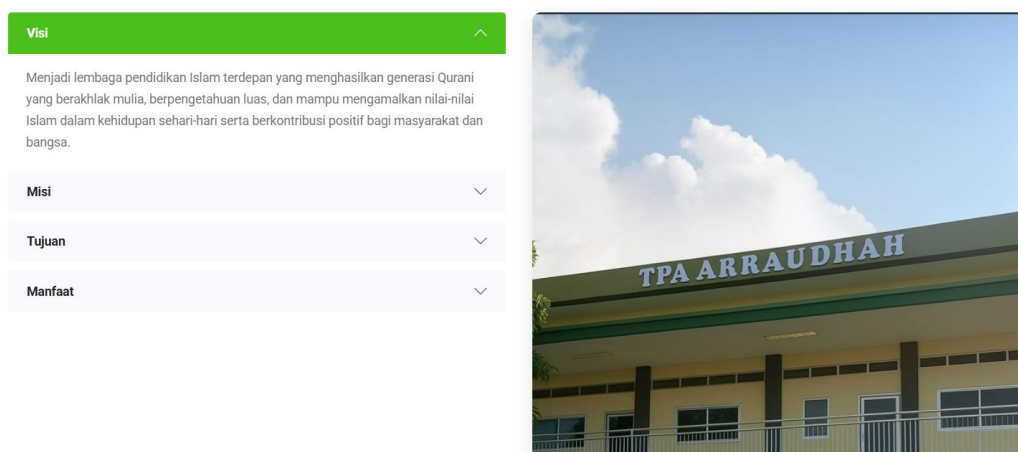 Visi
Menjadi lembaga pendidikan Islam terdepan yang menghasilkan generasi Qurani
yang berakhlak mulia, berpengetahuan luas, dan mampu mengamalkan nilai-nilai
Islam dalam kehidupan sehari-hari serta berkontribusi positif bagi masyarakat dan
bangsa.
Misi
Tujuan
Manfaat
TPA ARRAUDHAH